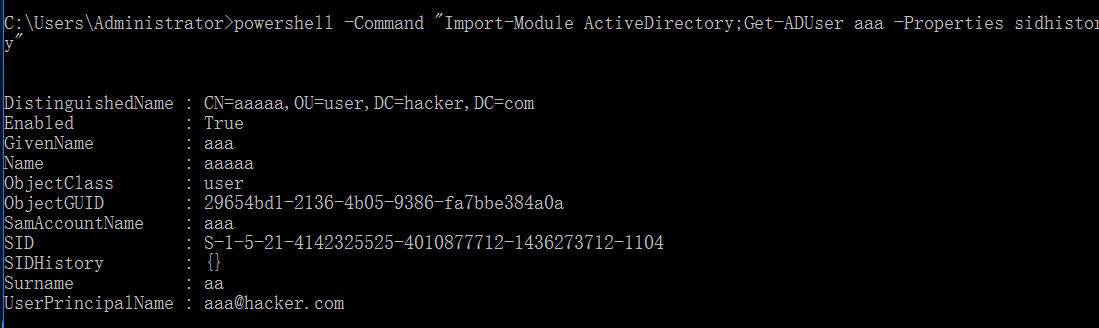 C:\Users\Administrator>powershell -Command "Import-Module ActiveDirectory;Get-ADUser aaa -Properties sidhistor
y"
DistinguishedName : CN=aaaaa,OU=user,DC=hacker,DC=com
Enabled : True
GivenName : aaa
Name : aaaaa
ObjectClass : user
ObjectGUID : 29654bd1-2136-4b05-9386-fa7bbe384a0a
SamAccountName : aaa
SID : S-1-5-21-4142325525-4010877712-1436273712-1104
SIDHistory : {}
Surname : aa
UserPrincipalName : aaa@hacker.com